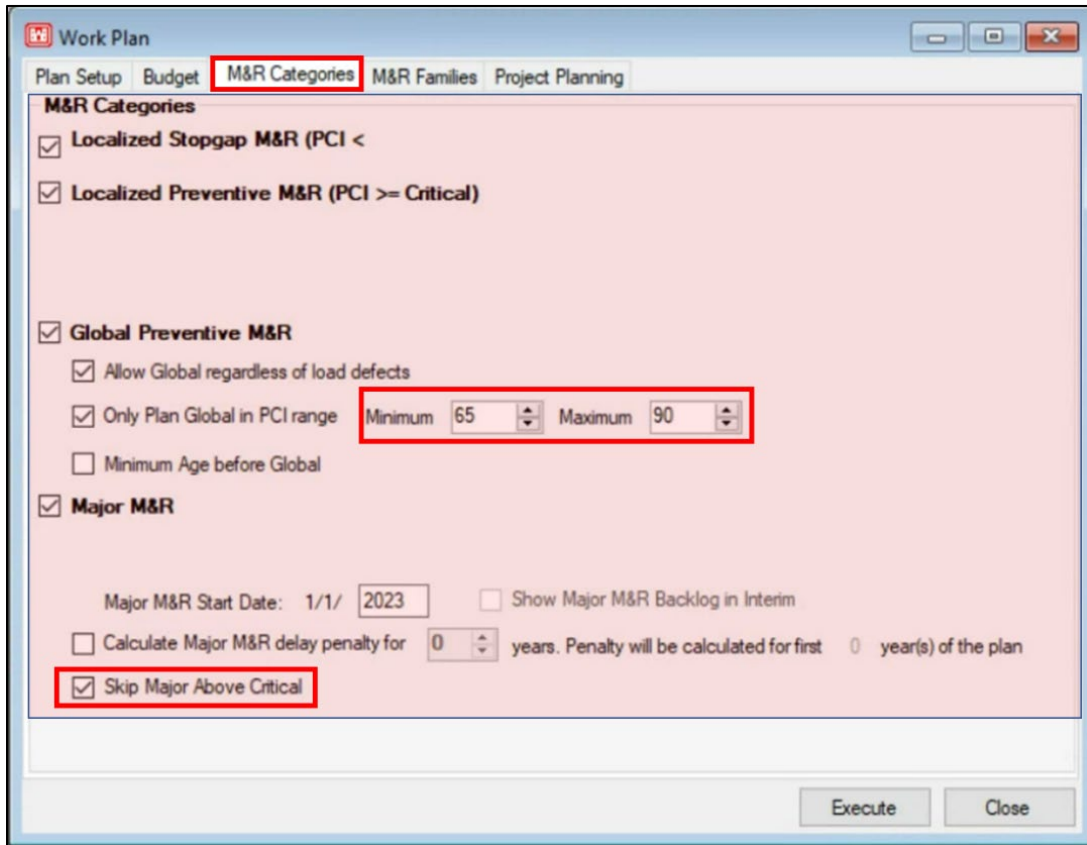 Work Plan
Plan Setup Budget M&R Categories M&R Families Project Planning
M&R Categories
Localized Stopgap M&R (PCI <
Localized Preventive M&R (PCI >= Critical)
Global Preventive M&R
Allow Global regardless of load defects
Only Plan Global in PCI range Minimum 65 Maximum 90
Minimum Age before Global
Major M&R
Major M&R Start Date: 1/1/ 2023 Show Major M&R Backlog in Interim
Calculate Major M&R delay penalty for 0 years. Penalty will be calculated for first 0 year(s) of the plan
Skip Major Above Critical
Execute Close